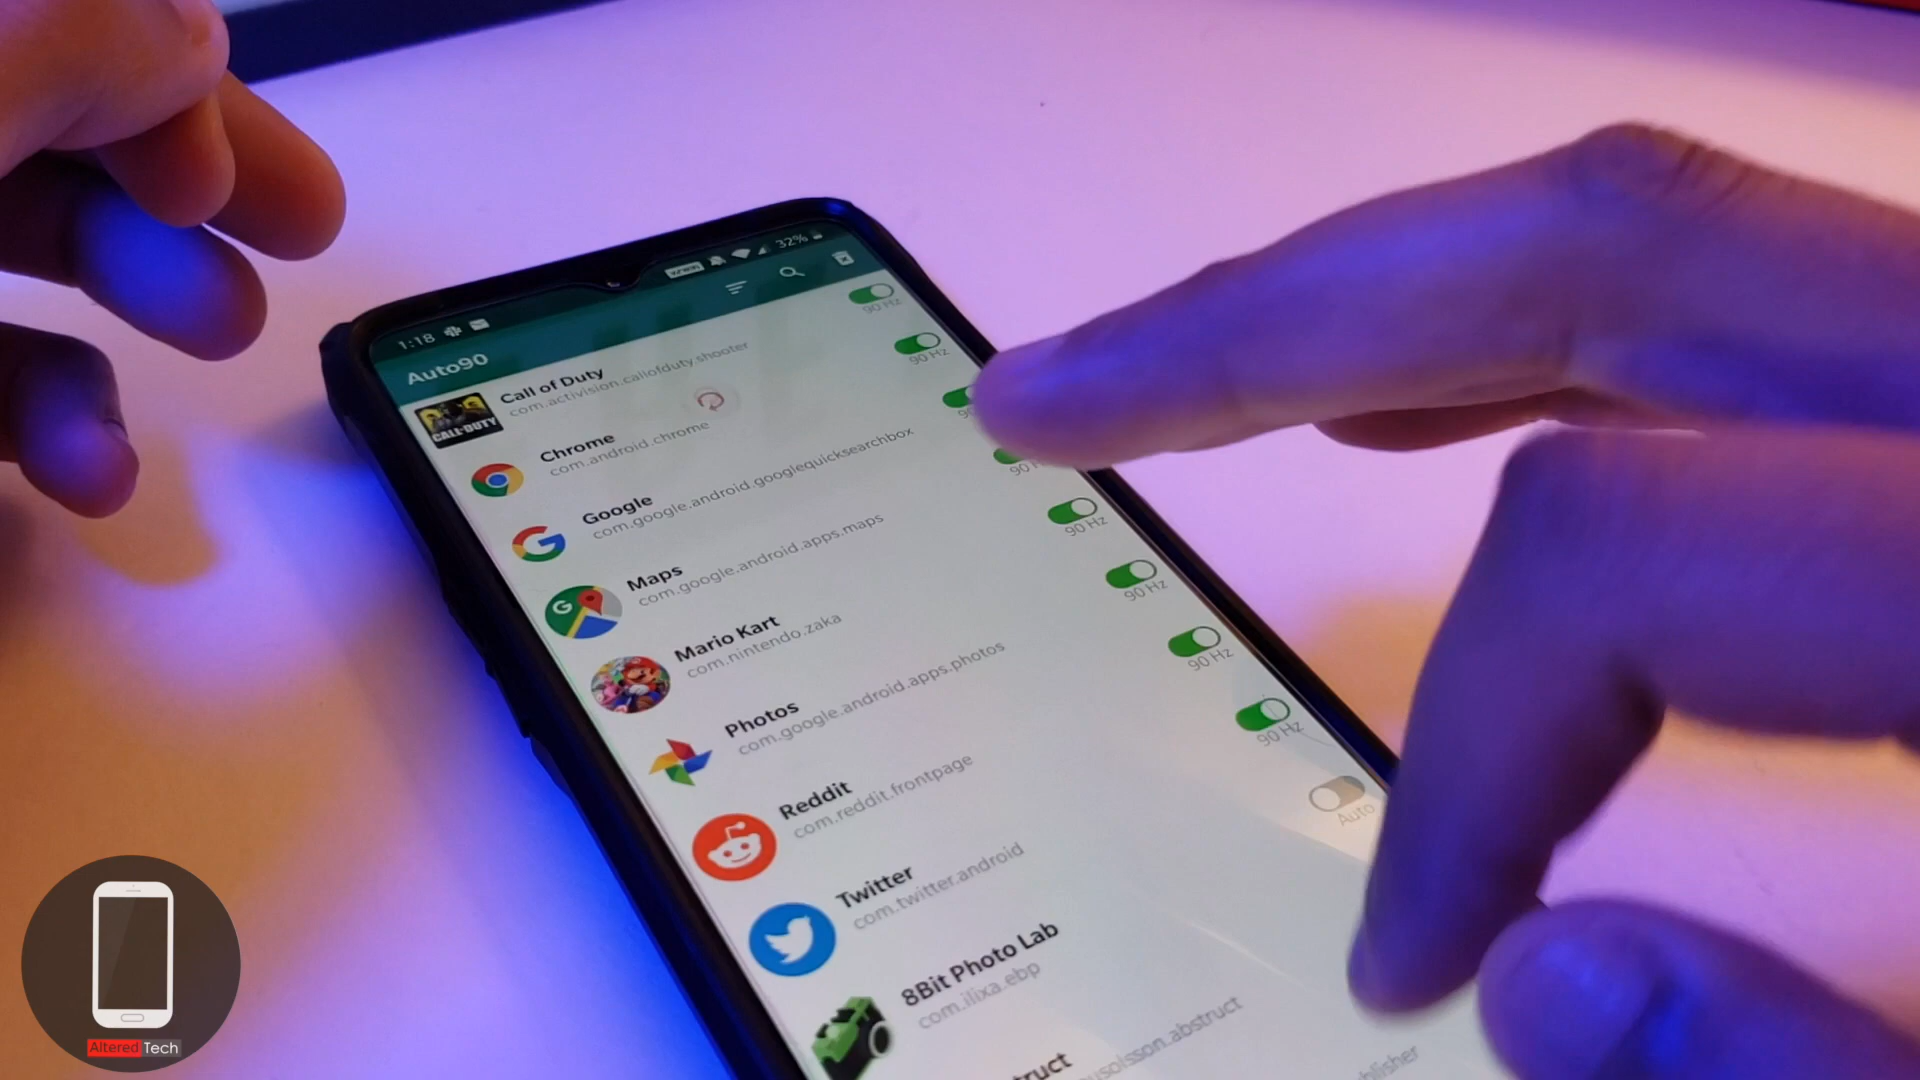 1:18
32%
Auto90
90 Hz
Call of Duty
com.activision.callofduty.shooter
90 Hz
CALL DUTY
Chrome
com.android.chrome
Google
com.google.android.googlequicksearchbox
90 Hz
Maps
com.google.android.apps.maps
90 Hz
Mario Kart
com.nintendo.zaka
90 Hz
Photos
com.google.android.apps.photos
90 Hz
Reddit
com.reddit.frontpage
Auto
Twitter
com.twitter.android
8Bit Photo Lab
com.ilixa.ebp
Altered Tech